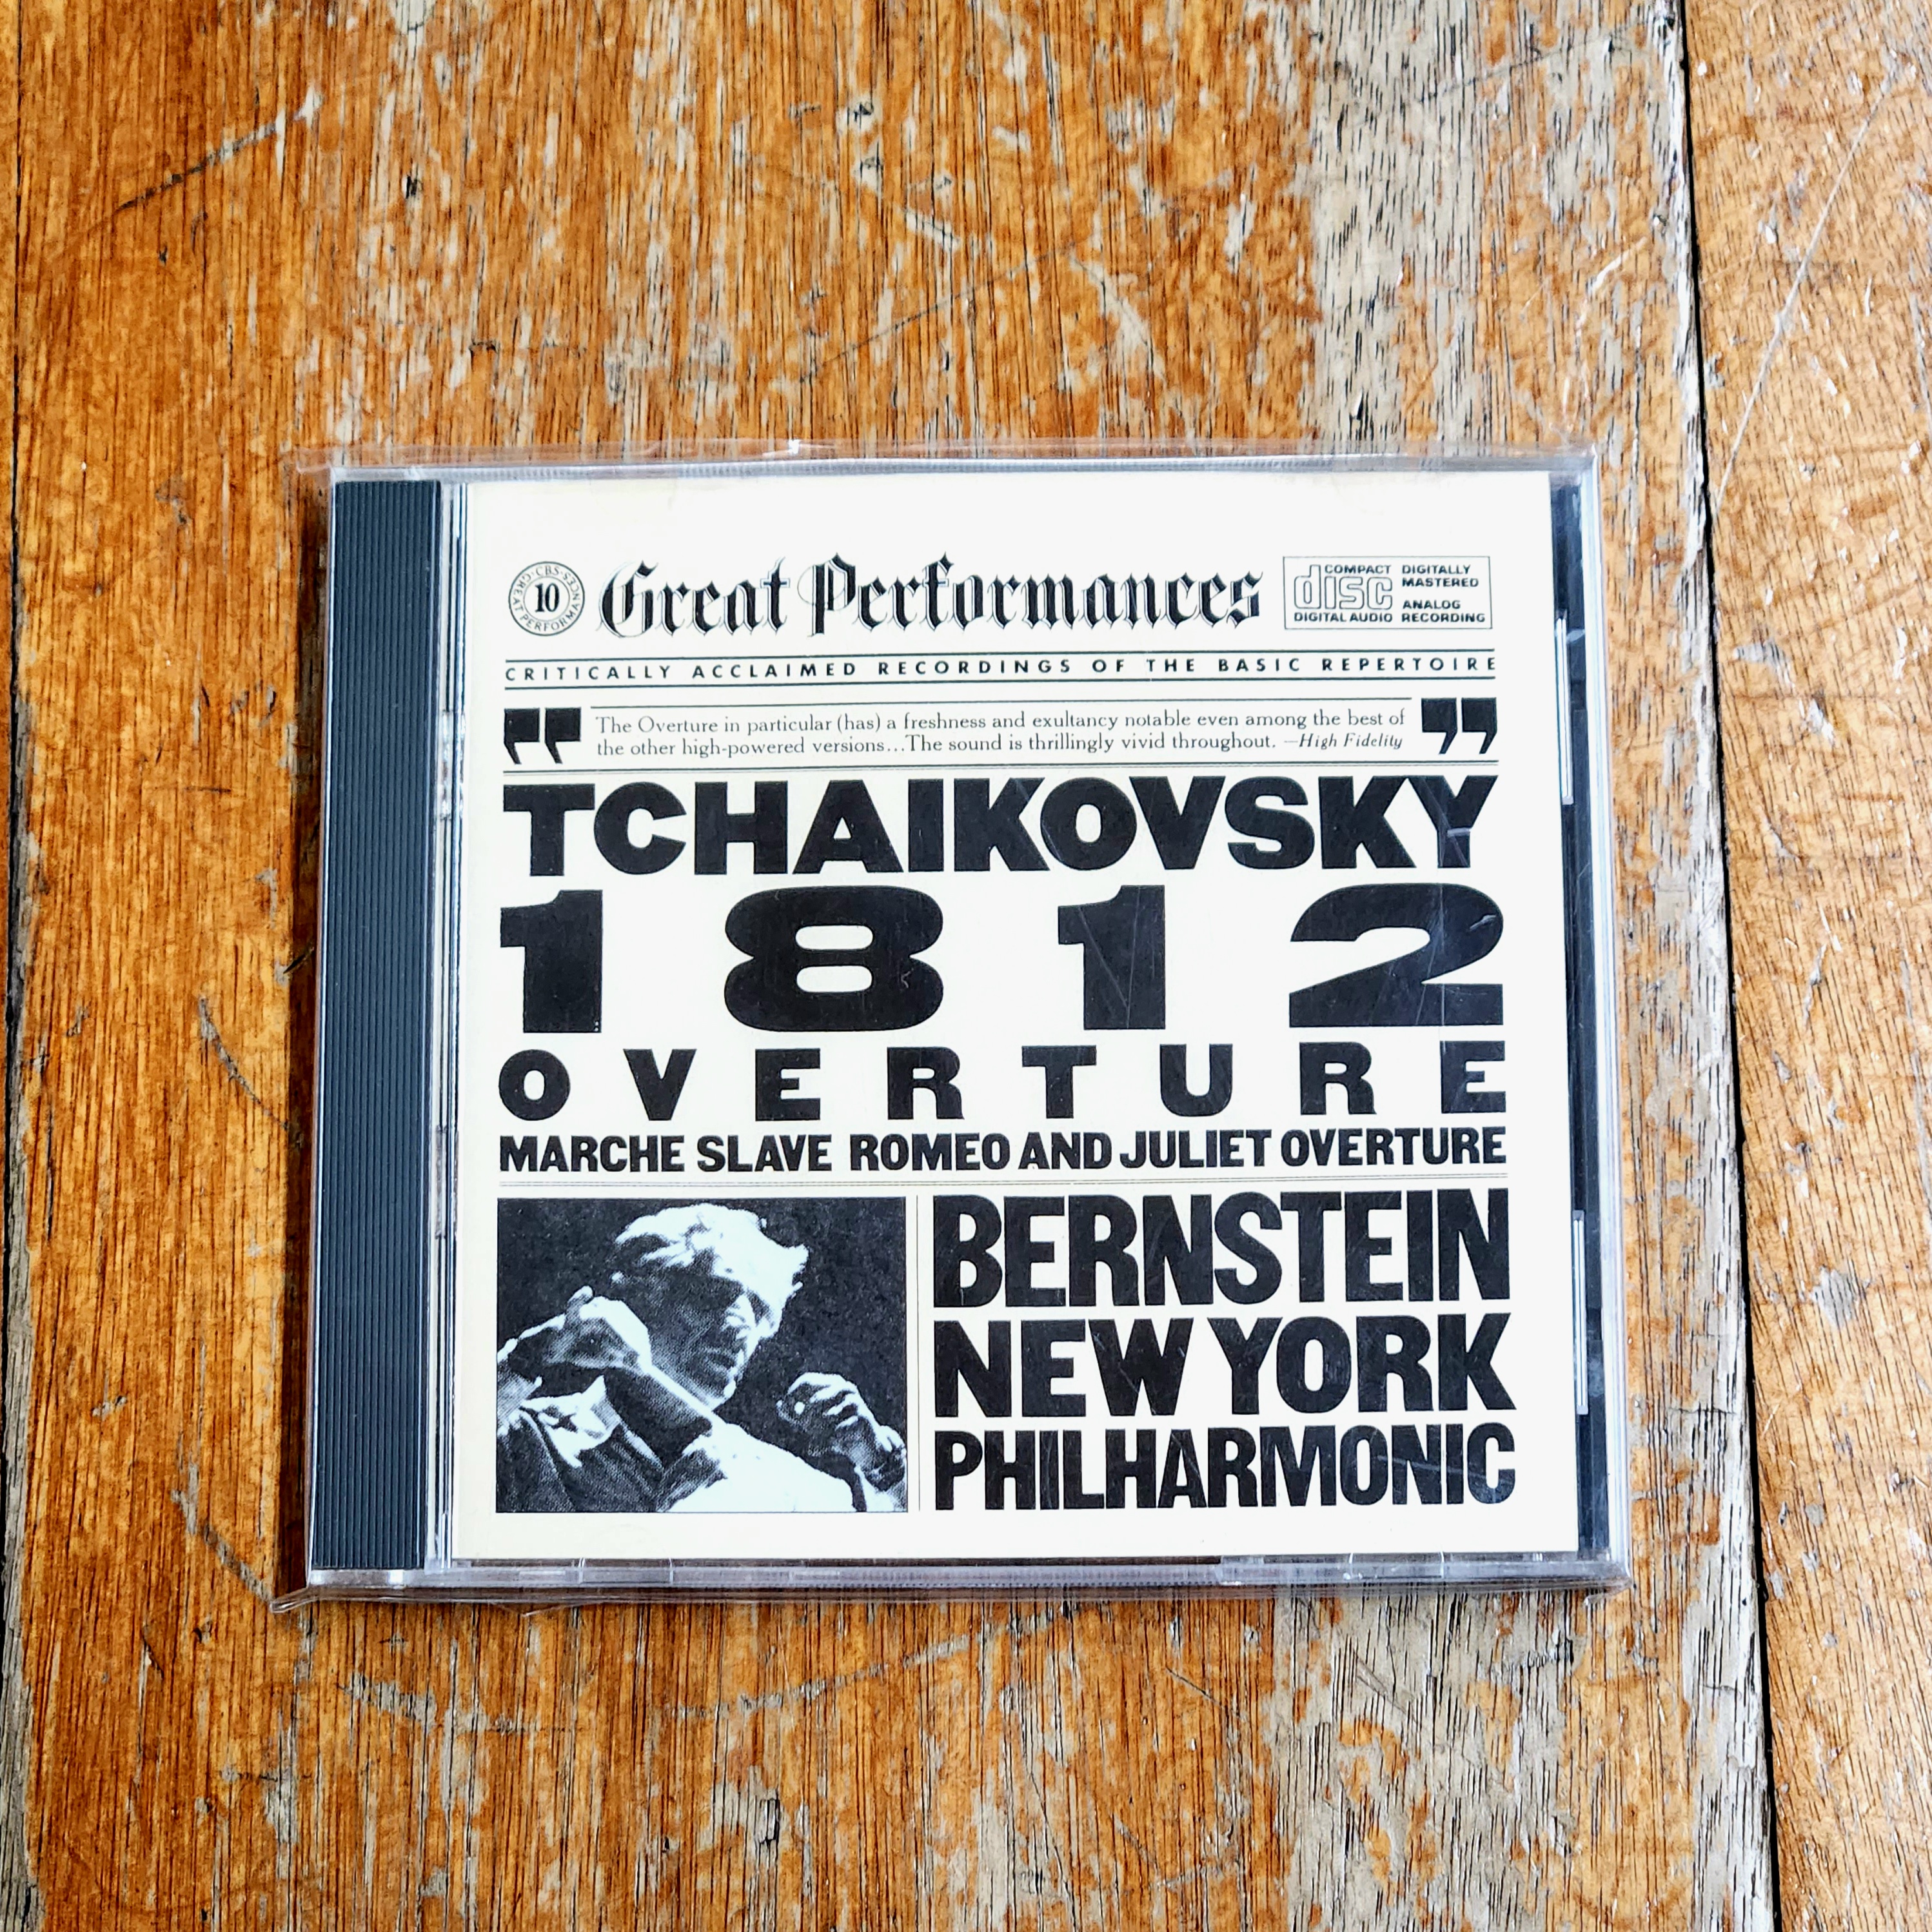 ·CBS· GREAT PERFORMANCES
10
Great Performances
COMPACT
disc
DIGITAL AUDIO
DIGITALLY
MASTERED
ANALOG
RECORDING
CRITICALLY ACCLAIMED RECORDINGS OF THE BASIC REPERTOIRE
"The Overture in particular (has) a freshness and exultancy notable even among the best of
the other high-powered versions...The sound is thrillingly vivid throughout. —High Fidelity"
TCHAIKOVSKY
1812
OVERTURE
MARCHE SLAVE ROMEO AND JULIET OVERTURE
BERNSTEIN
NEW YORK
PHILHARMONIC